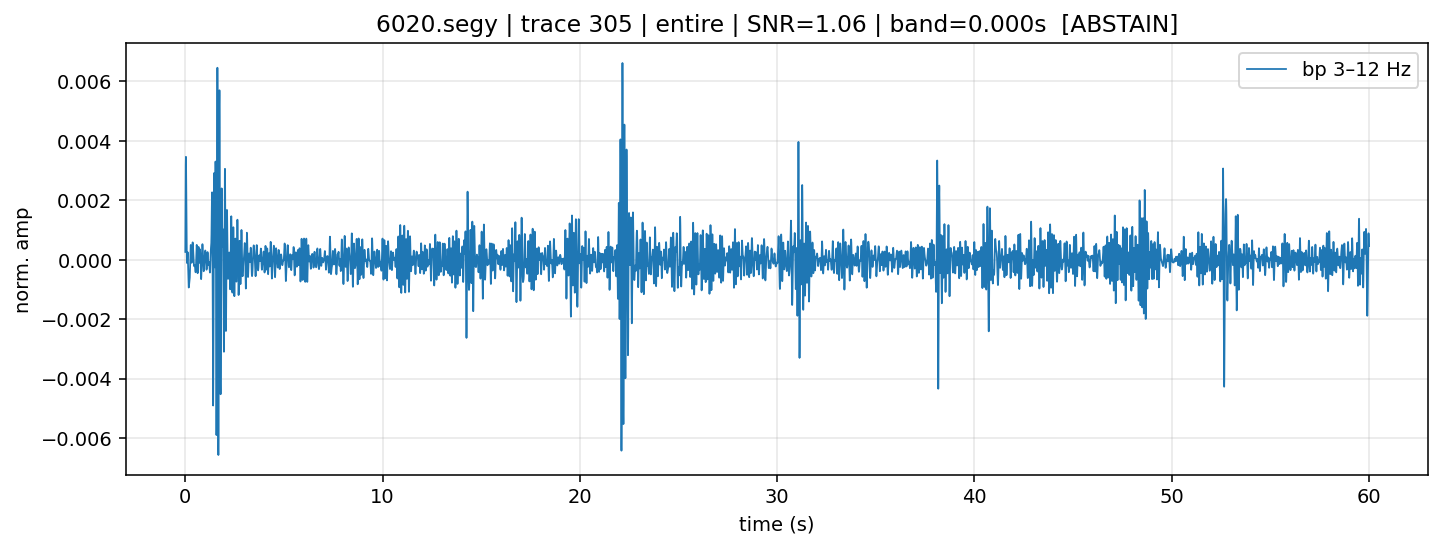 6020.segy | trace 305 | entire | SNR=1.06 | band=0.000s  [ABSTAIN]
bp 3–12 Hz
norm. amp
0.006
0.004
0.002
0.000
−0.002
−0.004
−0.006
0 10 20 30 40 50 60
time (s)